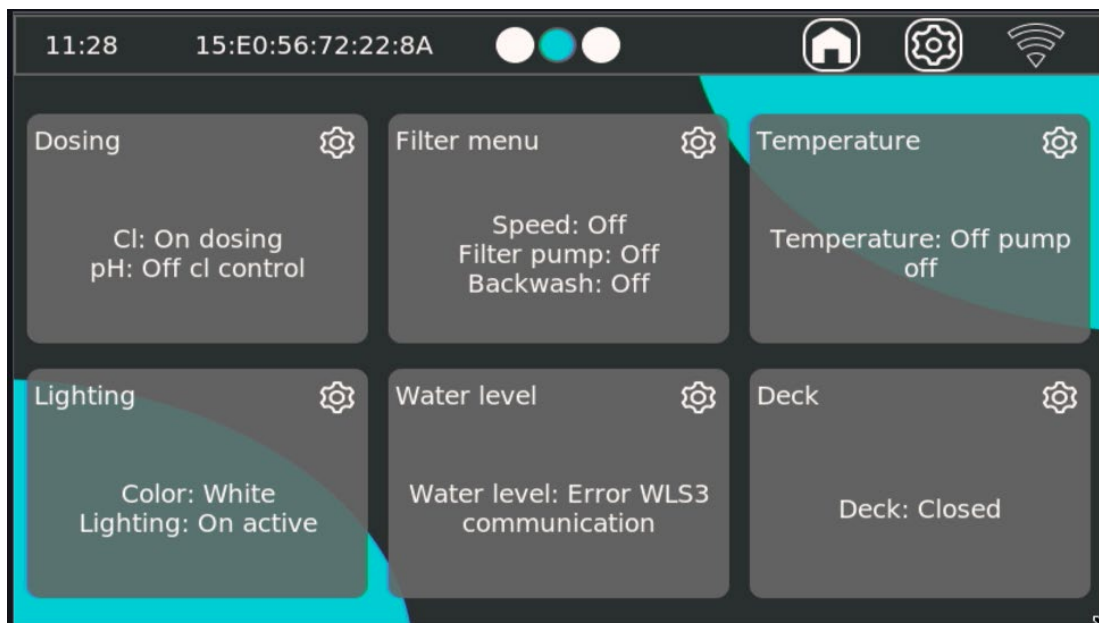 11:28 15:E0:56:72:22:8A
Dosing
Cl: On dosing
pH: Off cl control
Filter menu
Speed: Off
Filter pump: Off
Backwash: Off
Temperature
Temperature: Off pump
off
Lighting
Color: White
Lighting: On active
Water level
Water level: Error WLS3
communication
Deck
Deck: Closed